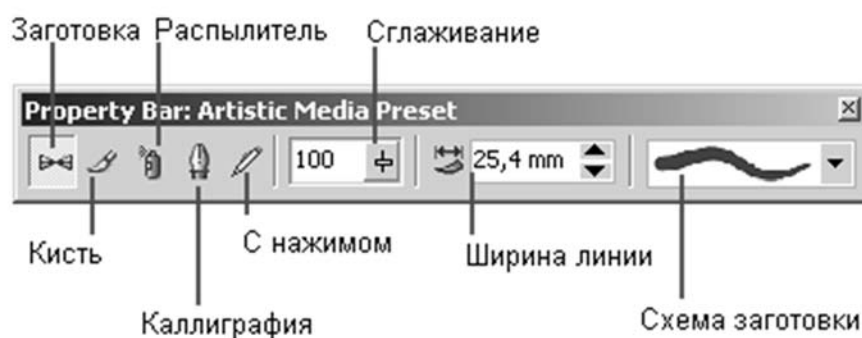 Заготовка Распылитель Сглаживание
Property Bar: Artistic Media Preset
100 25,4 mm
Кисть С нажимом Ширина линии
Каллиграфия Схема заготовки